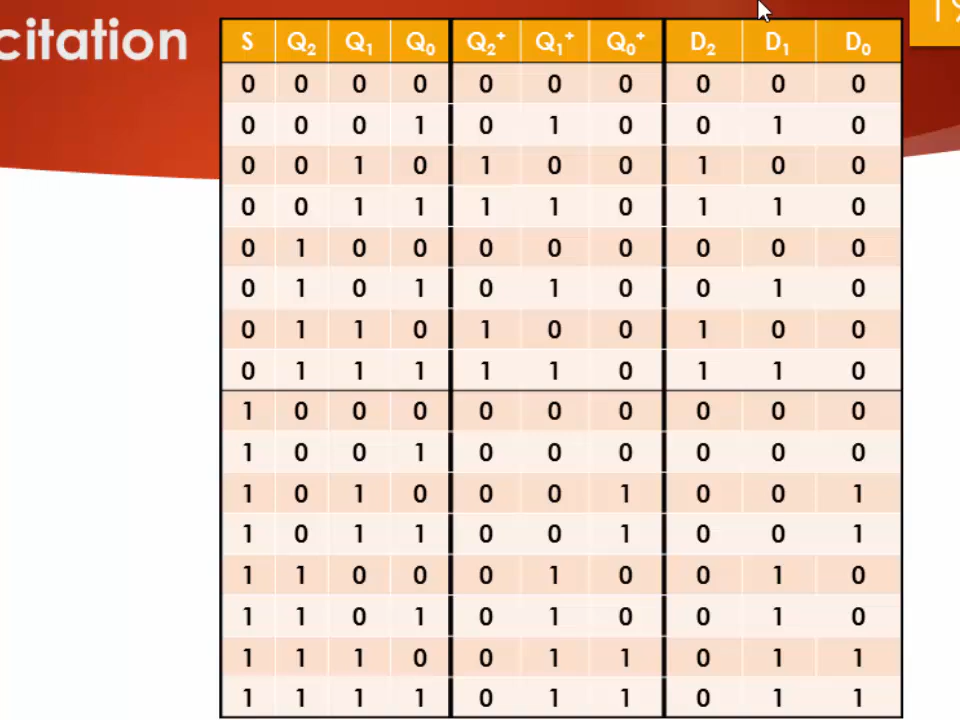 citation
19
S Q₂ Q₁ Q₀ Q₂⁺ Q₁⁺ Q₀⁺ D₂ D₁ D₀
0 0 0 0 0 0 0 0 0 0
0 0 0 1 0 1 0 0 1 0
0 0 1 0 1 0 0 1 0 0
0 0 1 1 1 1 0 1 1 0
0 1 0 0 0 0 0 0 0 0
0 1 0 1 0 1 0 0 1 0
0 1 1 0 1 0 0 1 0 0
0 1 1 1 1 1 0 1 1 0
1 0 0 0 0 0 0 0 0 0
1 0 0 1 0 0 0 0 0 0
1 0 1 0 0 0 1 0 0 1
1 0 1 1 0 0 1 0 0 1
1 1 0 0 0 1 0 0 1 0
1 1 0 1 0 1 0 0 1 0
1 1 1 0 0 1 1 0 1 1
1 1 1 1 0 1 1 0 1 1